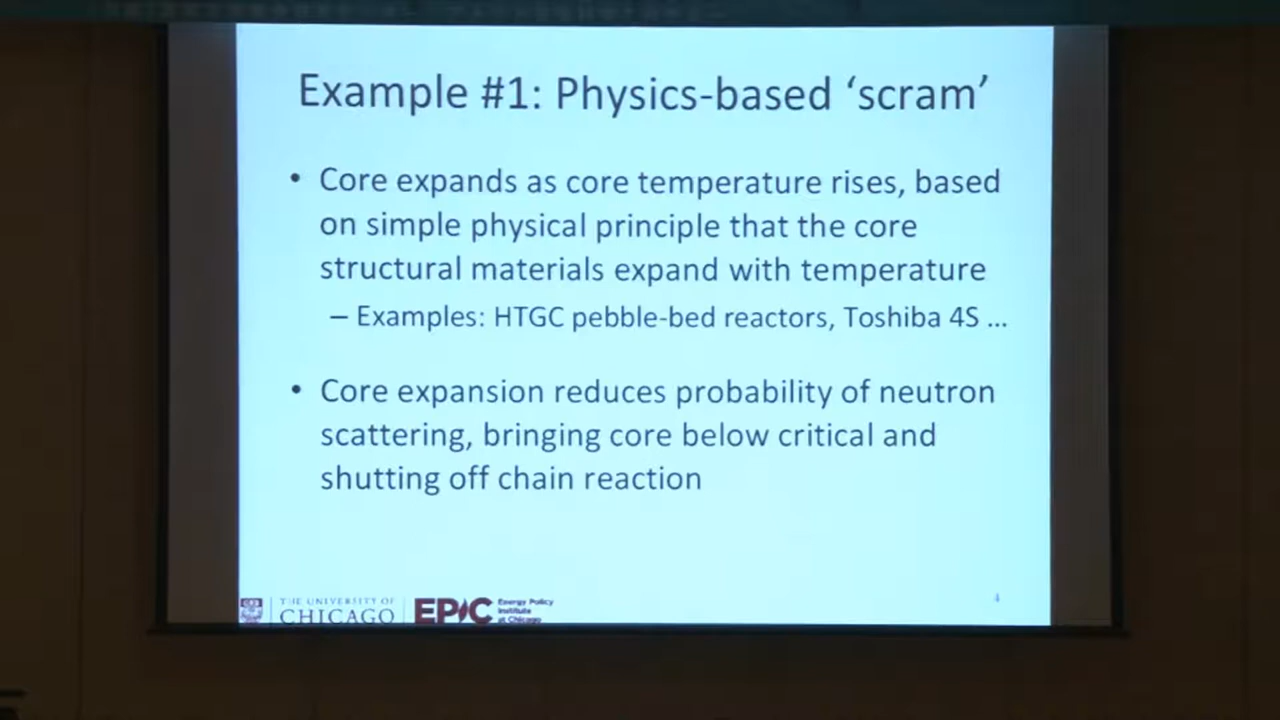 Example #1: Physics-based ‘scram’
• Core expands as core temperature rises, based
on simple physical principle that the core
structural materials expand with temperature
– Examples: HTGC pebble-bed reactors, Toshiba 4S ...
• Core expansion reduces probability of neutron
scattering, bringing core below critical and
shutting off chain reaction
THE UNIVERSITY OF
CHICAGO
EPIC
Energy Policy
Institute
at Chicago
4